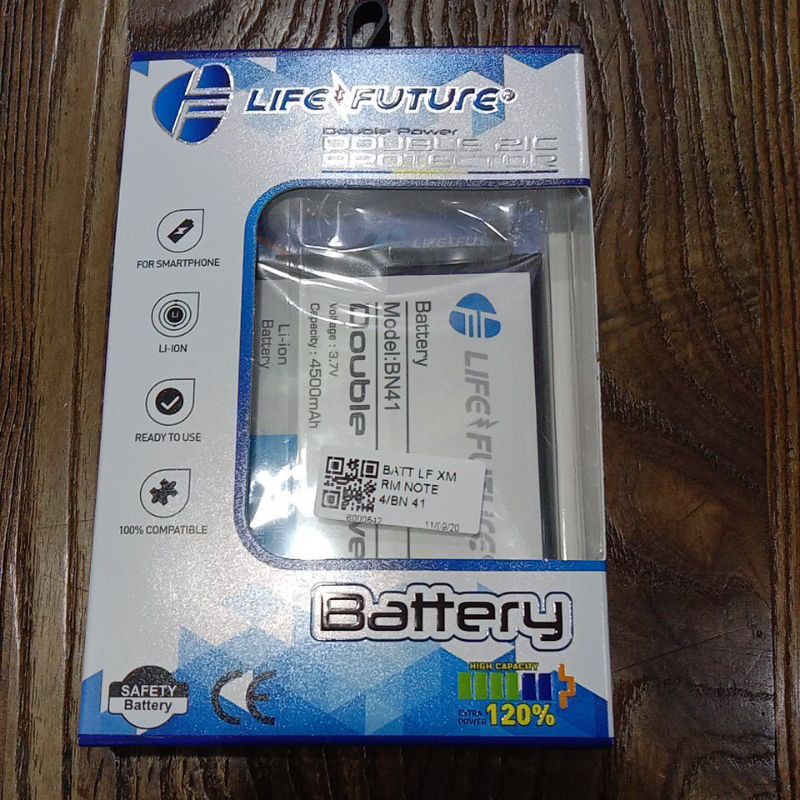 LIFE FUTURE®
Double Power
DOUBLE 2IC
PROTECTOR
FOR SMARTPHONE
LI-ION
READY TO USE
100% COMPATIBLE
LIFE FUTU
LIFE FUTURE
Battery
Model:BN41
Double
Voltage : 3.7V
Capacity : 4500mAh
Li-ion
Battery
BATT LF XM
RM NOTE
4/BN 41
Battery
SAFETY
Battery
CE
HIGH CAPACITY
EXTRA
POWER 120%